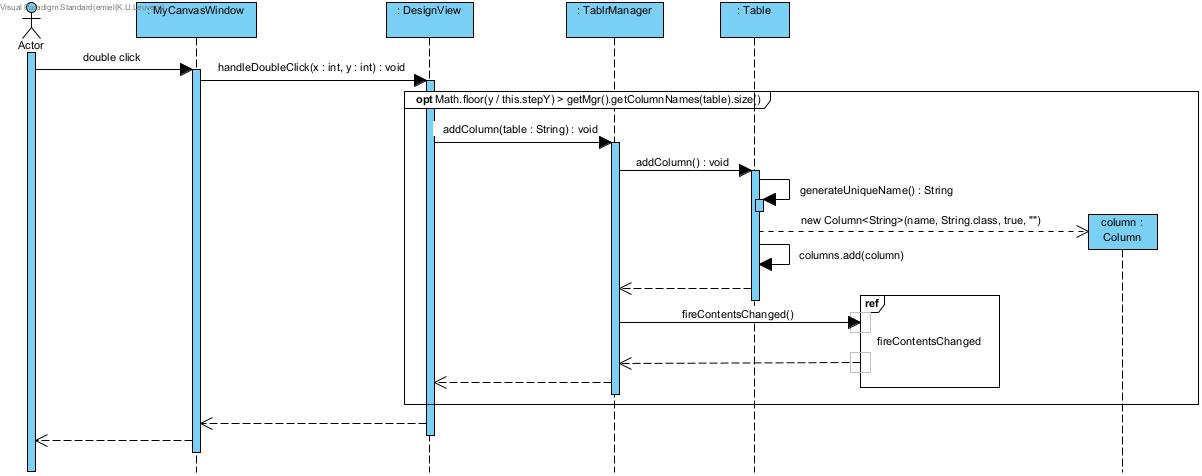 Visual Paradigm Standard(emiel(K.U.Leuven))
: MyCanvasWindow
: DesignView
: TablrManager
: Table
Actor
double click
handleDoubleClick(x : int, y : int) : void
opt Math.floor(y / this.stepY) > getMgr().getColumnNames(table).size()
addColumn(table : String) : void
addColumn() : void
generateUniqueName() : String
new Column<String>(name, String.class, true, "")
column :
Column
columns.add(column)
ref
fireContentsChanged()
fireContentsChanged